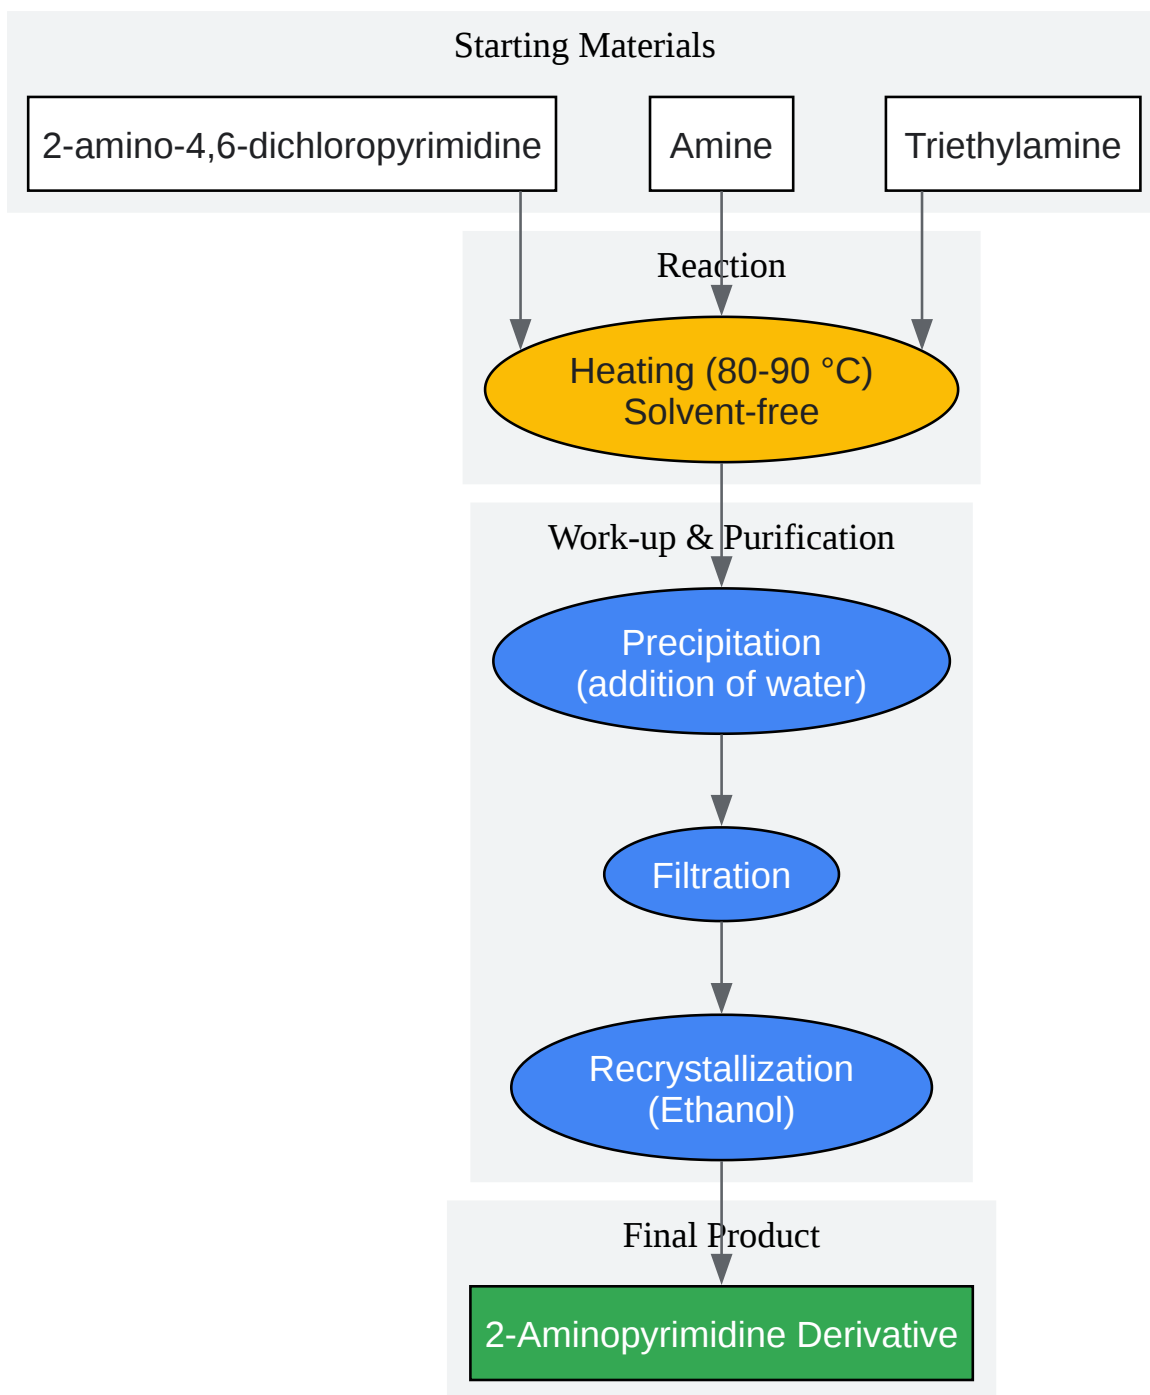 Starting Materials
2-amino-4,6-dichloropyrimidine
Amine
Triethylamine
Reaction
Heating (80-90 °C)
Solvent-free
Work-up & Purification
Precipitation
(addition of water)
Filtration
Recrystallization
(Ethanol)
Final Product
2-Aminopyrimidine Derivative